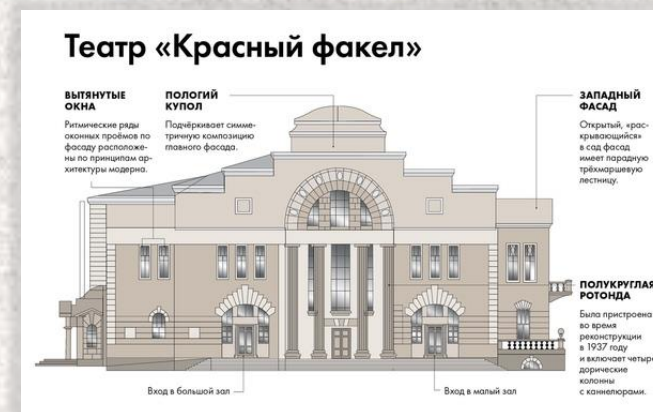 Театр «Красный факел»
ВЫТЯНУТЫЕ
ОКНА
Ритмические ряды
оконных проёмов по
фасаду расположе-
ны по принципам ар-
хитектуры модерна.
ПОЛОГИЙ
КУПОЛ
Подчёркивает симме-
тричную композицию
главного фасада.
ЗАПАДНЫЙ
ФАСАД
Открытый, «рас-
крывающийся»
в сад фасад
имеет парадную
трёхмаршевую
лестницу.
ПОЛУКРУГЛАЯ
РОТОНДА
Была пристроена
во время
реконструкции
в 1937 году
и включает четыре
дорические
колонны
с каннелюрами.
Вход в большой зал
Вход в малый зал